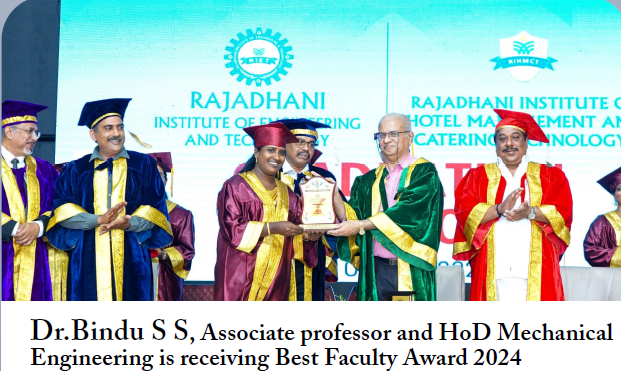 RIET
RIHMCT
RAJADHANI
INSTITUTE OF ENGINEERING
AND TECHNOLOGY
RAJADHANI INSTITUTE O
HOTEL MANAGEMENT AND
CATERING TECHNOLOGY
Dr.Bindu S S, Associate professor and HoD Mechanical
Engineering is receiving Best Faculty Award 2024